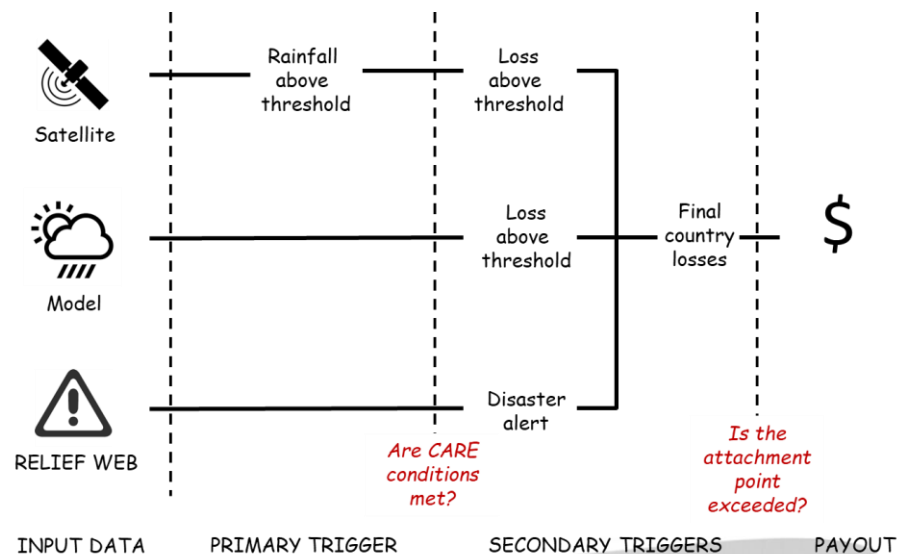 Rainfall
above
threshold
Loss
above
threshold
Satellite
Loss
above
threshold
Final
country
losses
$
Model
Disaster
alert
RELIEF WEB
Are CARE
conditions
met?
Is the
attachment
point
exceeded?
INPUT DATA
PRIMARY TRIGGER
SECONDARY TRIGGERS
PAYOUT